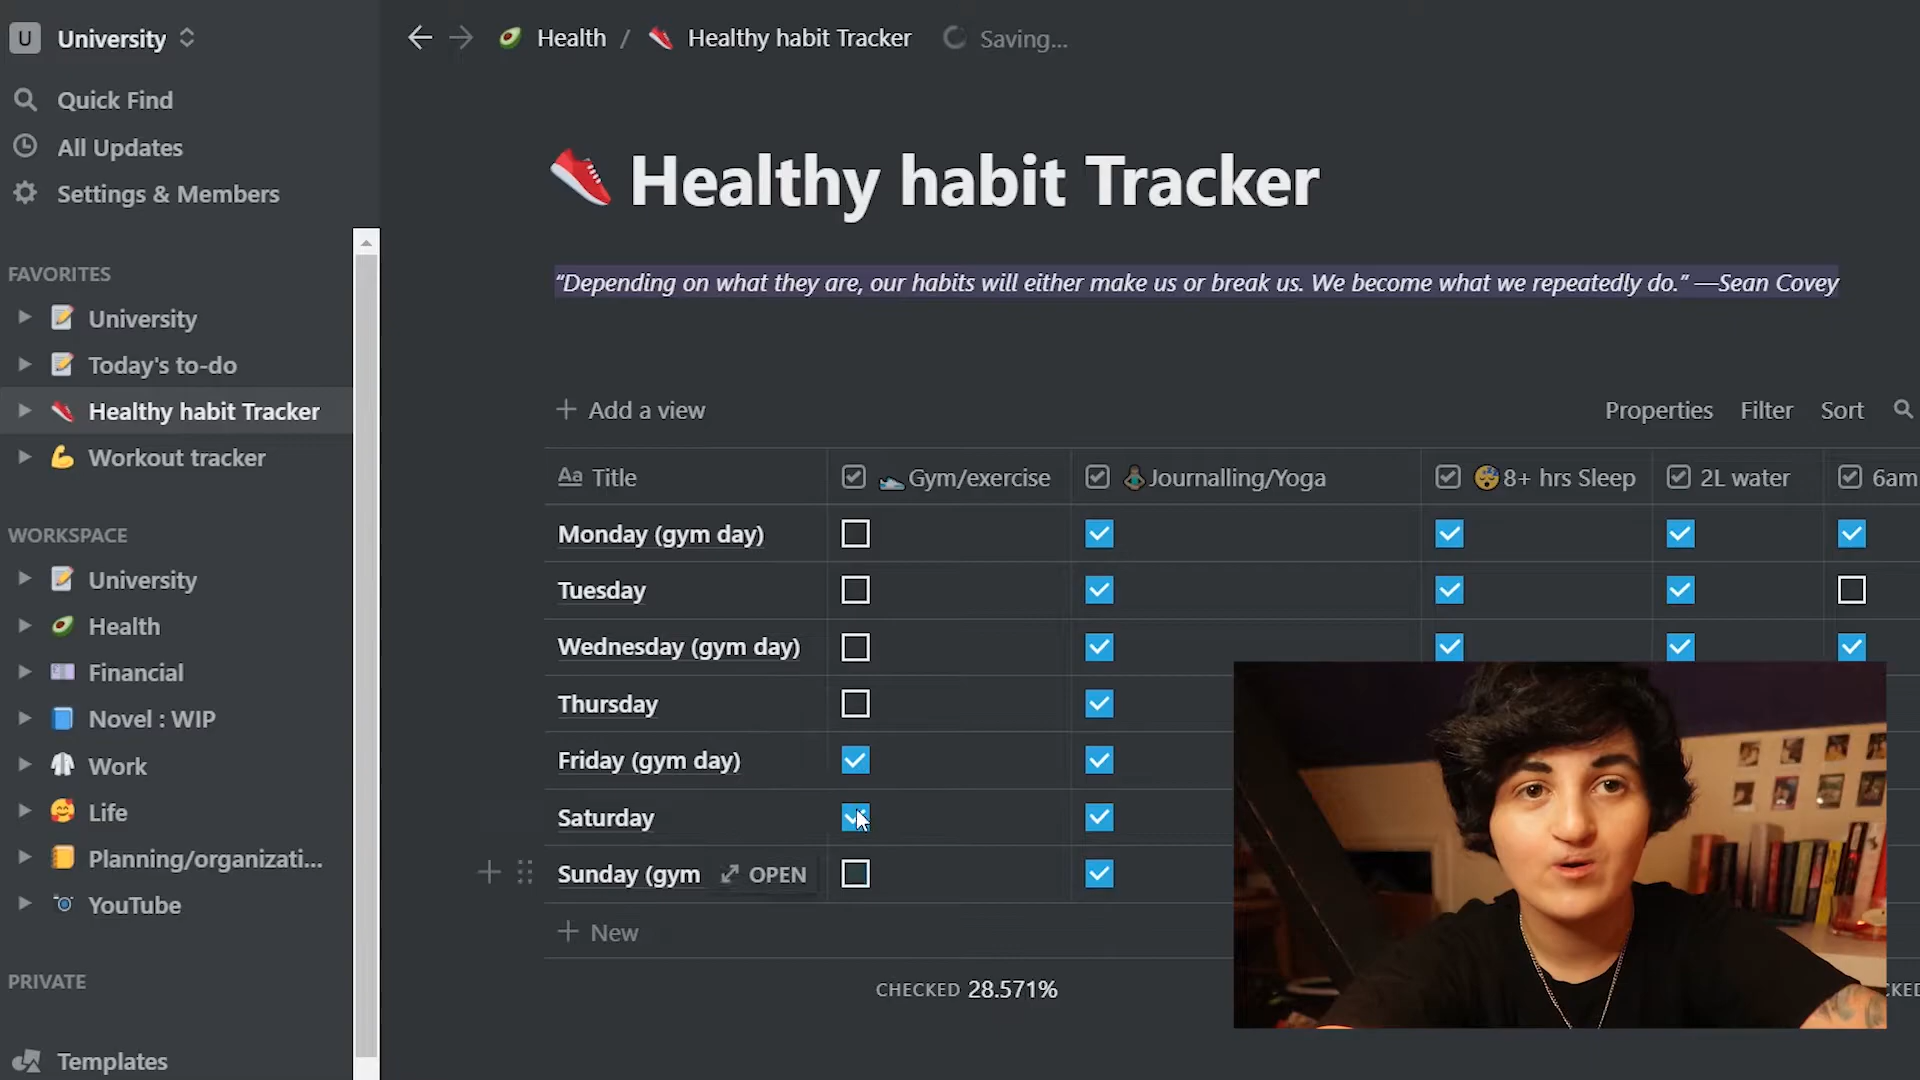 U University
Quick Find
All Updates
Settings & Members
FAVORITES
University
Today's to-do
Healthy habit Tracker
Workout tracker
WORKSPACE
University
Health
Financial
Novel : WIP
Work
Life
Planning/organizati...
YouTube
PRIVATE
Templates
Health / Healthy habit Tracker Saving...
Healthy habit Tracker
“Depending on what they are, our habits will either make us or break us. We become what we repeatedly do.” —Sean Covey
Add a view Properties Filter Sort
Aa Title Gym/exercise Journalling/Yoga 8+ hrs Sleep 2L water 6am
Monday (gym day)
Tuesday
Wednesday (gym day)
Thursday
Friday (gym day)
Saturday
Sunday (gym OPEN
New
CHECKED 28.571%